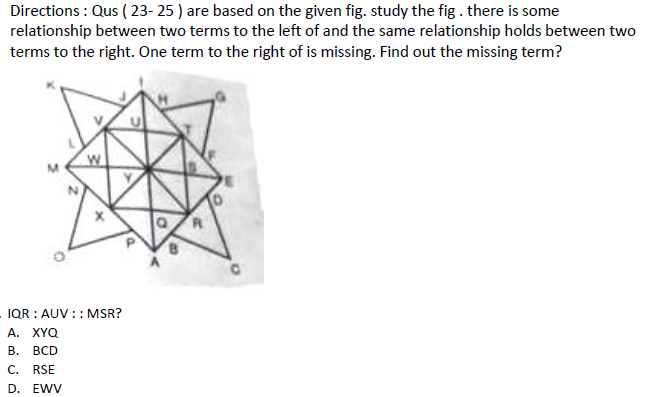 Directions : Qus ( 23- 25 ) are based on the given fig. study the fig . there is some
relationship between two terms to the left of and the same relationship holds between two
terms to the right. One term to the right of is missing. Find out the missing term?
K
I
J
H
G
V
U
T
L
F
W
S
M
Y
E
N
D
X
Q
R
P
B
O
A
C
IQR : AUV : : MSR?
A. XYQ
B. BCD
C. RSE
D. EWV